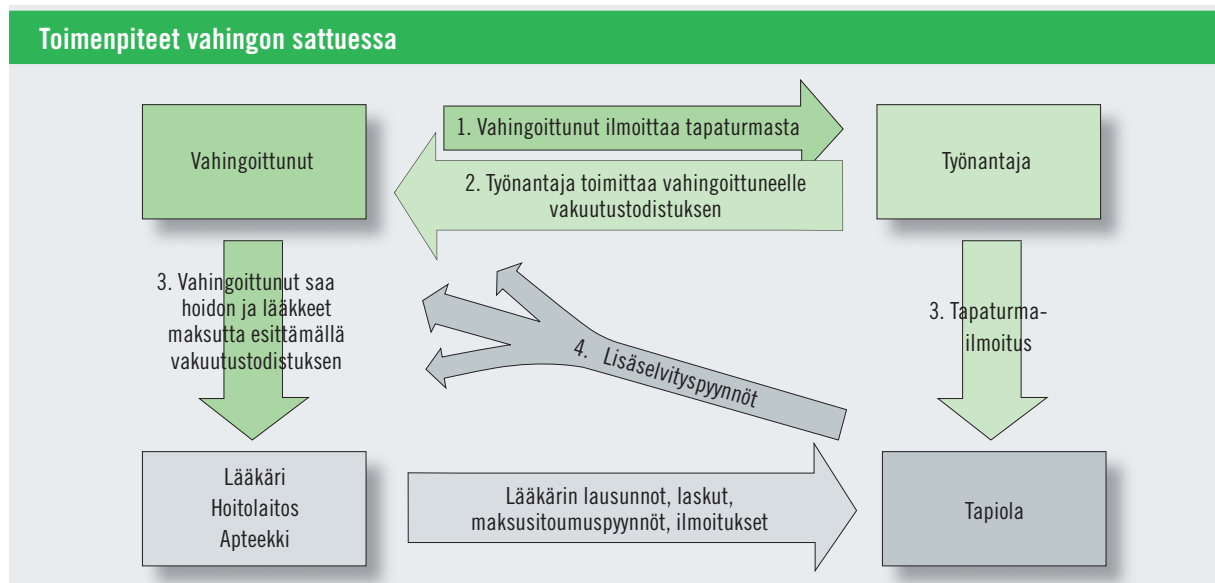 Toimenpiteet vahingon sattuessa
Vahingoittunut
1. Vahingoittunut ilmoittaa tapaturmasta
Työnantaja
2. Työnantaja toimittaa vahingoittuneelle
vakuutustodistuksen
3. Vahingoittunut saa
hoidon ja lääkkeet
maksutta esittämällä
vakuutustodistuksen
4. Lisäselvityspyynnöt
3. Tapaturma-
ilmoitus
Lääkäri
Hoitolaitos
Apteekki
Lääkärin lausunnot, laskut,
maksusitoumuspyynnöt, ilmoitukset
Tapiola